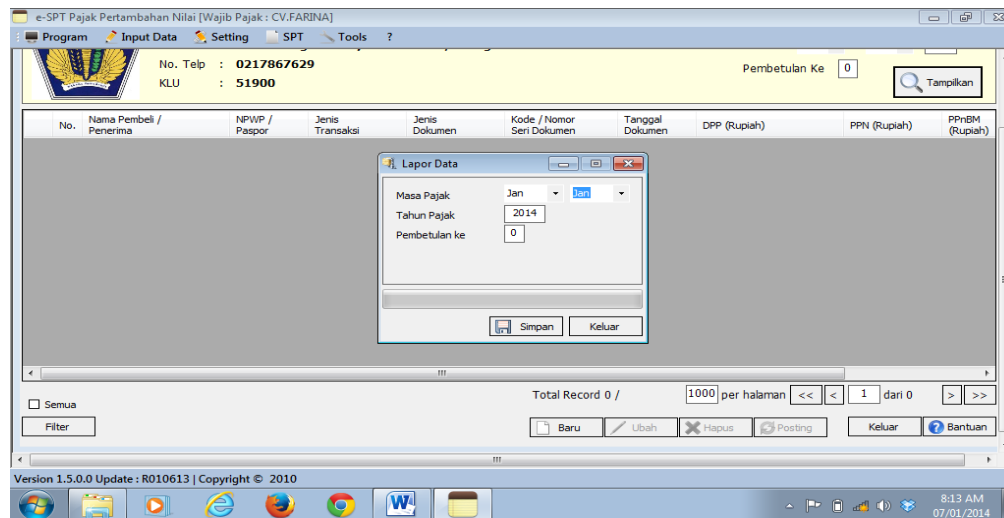 e-SPT Pajak Pertambahan Nilai [Wajib Pajak : CV.FARINA]
Program Input Data Setting SPT Tools ?
No. Telp : 0217867629
Pembetulan Ke 0
KLU : 51900
Tampilkan
No. Nama Pembeli / Penerima NPWP / Paspor Jenis Transaksi Jenis Dokumen Kode / Nomor Seri Dokumen Tanggal Dokumen DPP (Rupiah) PPN (Rupiah) PPnBM (Rupiah)
Lapor Data
Masa Pajak Jan Jan
Tahun Pajak 2014
Pembetulan ke 0
Simpan Keluar
Total Record 0 / 1000 per halaman << < 1 dari 0 > >>
Semua
Filter Baru Ubah Hapus Posting Keluar Bantuan
Version 1.5.0.0 Update : R010613 | Copyright © 2010
8:13 AM
07/01/2014